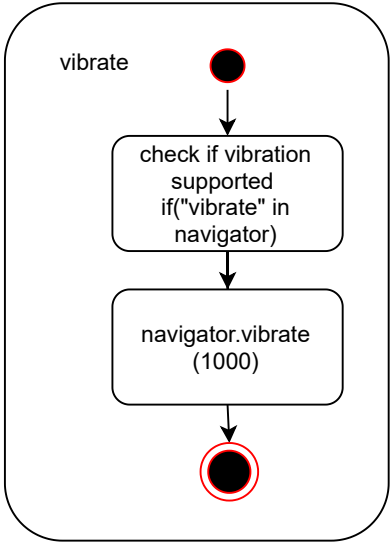 vibrate
check if vibration
supported
if("vibrate" in
navigator)
navigator.vibrate
(1000)